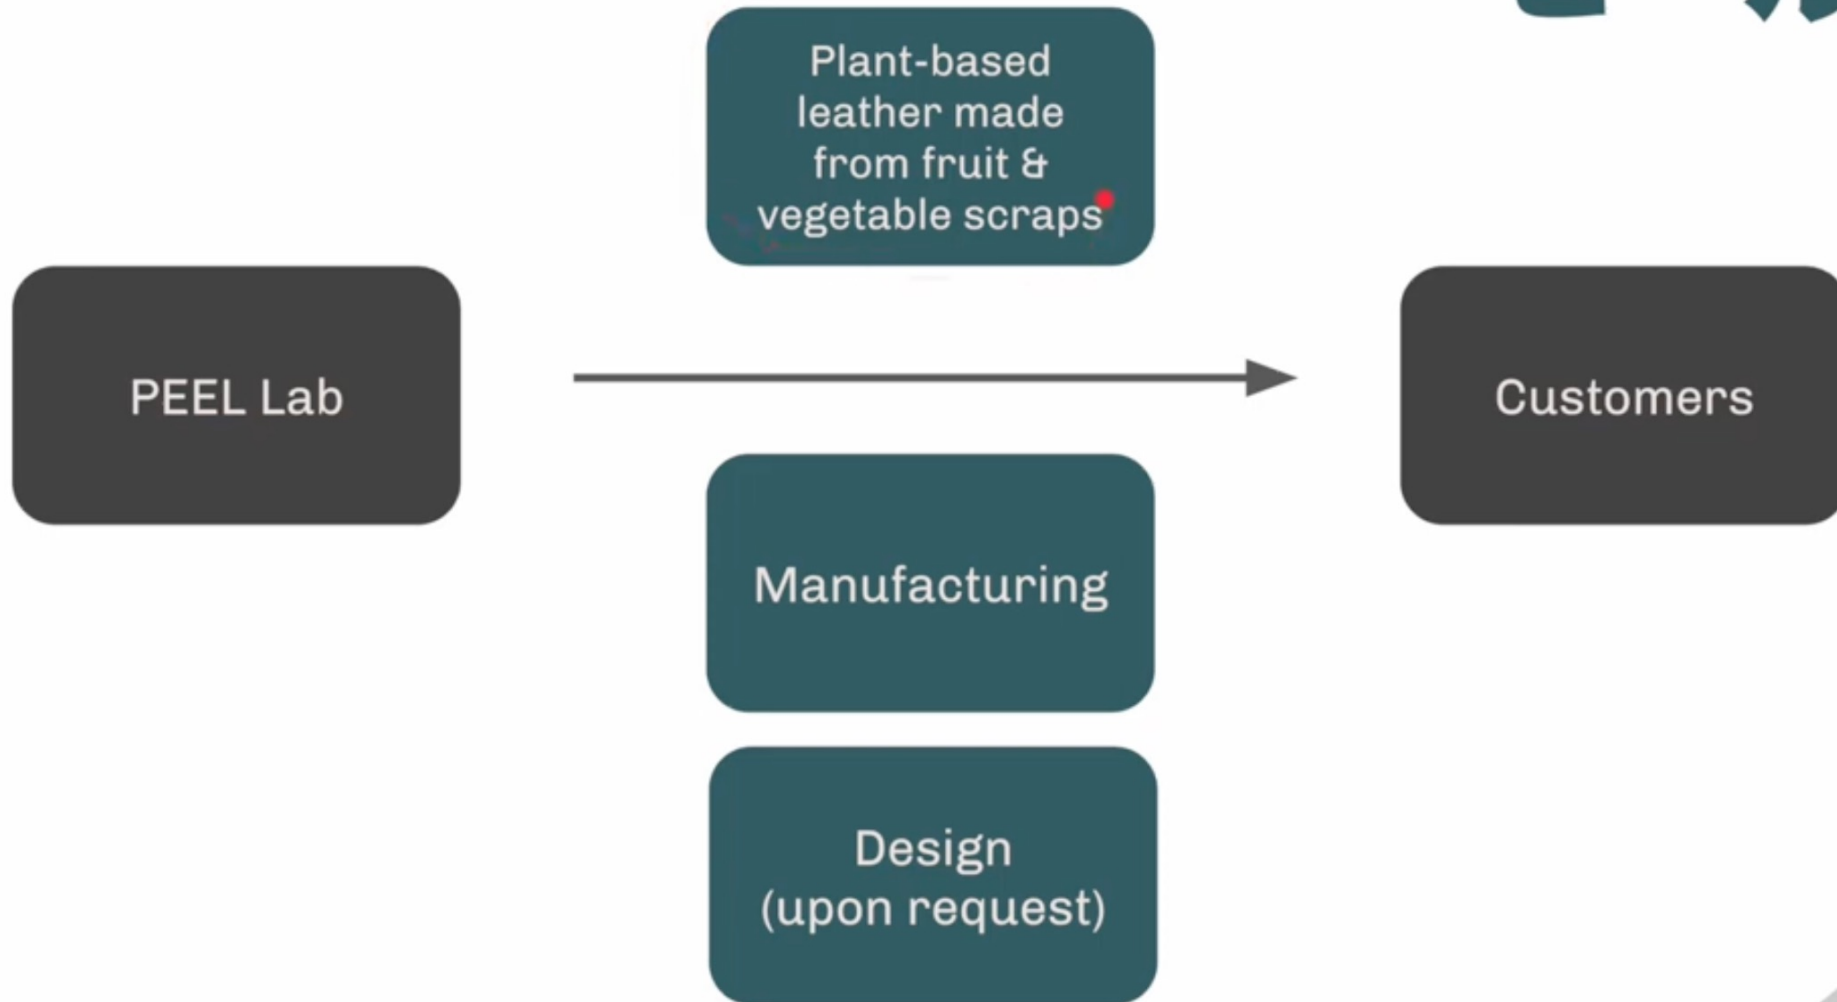 Plant-based
leather made
from fruit &
vegetable scraps
PEEL Lab
Customers
Manufacturing
Design
(upon request)